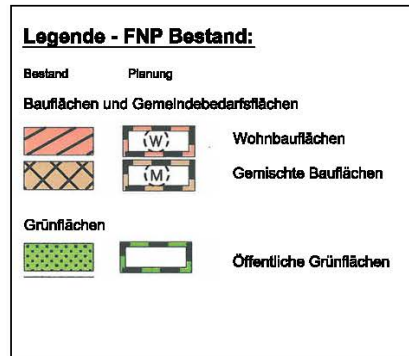 Legende - FNP Bestand:
Bestand Planung
Bauflächen und Gemeindebedarfsflächen
W Wohnbauflächen
M Gemischte Bauflächen
Grünflächen
Öffentliche Grünflächen